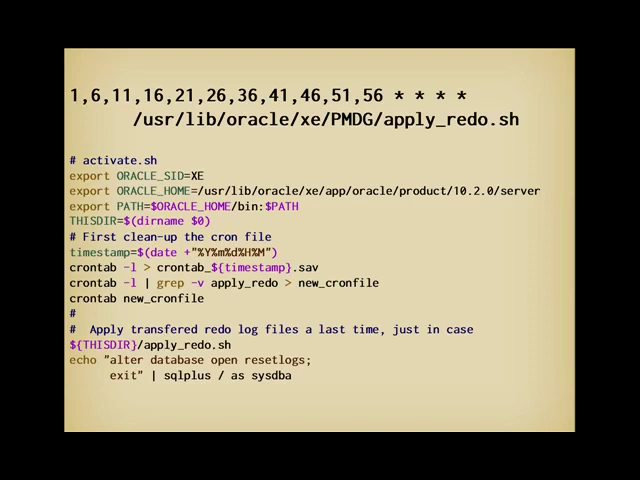 1,6,11,16,21,26,36,41,46,51,56 * * * *
/usr/lib/oracle/xe/PMDG/apply_redo.sh
# activate.sh
export ORACLE_SID=XE
export ORACLE_HOME=/usr/lib/oracle/xe/app/oracle/product/10.2.0/server
export PATH=$ORACLE_HOME/bin:$PATH
THISDIR=$(dirname $0)
# First clean-up the cron file
timestamp=$(date +"%Y%m%d%H%M")
crontab -l > crontab_${timestamp}.sav
crontab -l | grep -v apply_redo > new_cronfile
crontab new_cronfile
#
# Apply transfered redo log files a last time, just in case
${THISDIR}/apply_redo.sh
echo "alter database open resetlogs;
exit" | sqlplus / as sysdba